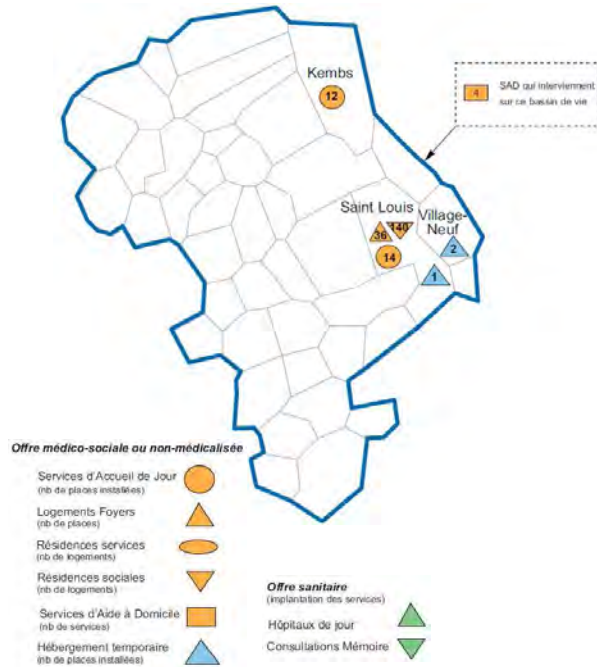 Kembs
12
4
SAD qui interviennent
sur ce bassin de vie
Saint Louis
Village-
Neuf
36
140
14
2
1
Offre médico-sociale ou non-médicalisée
Services d'Accueil de Jour
(nb de places installées)
Logements Foyers
(nb de places)
Résidences services
(nb de logements)
Résidences sociales
(nb de logements)
Services d'Aide à Domicile
(nb de services)
Hébergement temporaire
(nb de places installées)
Offre sanitaire
(implantation des services)
Hôpitaux de jour
Consultations Mémoire